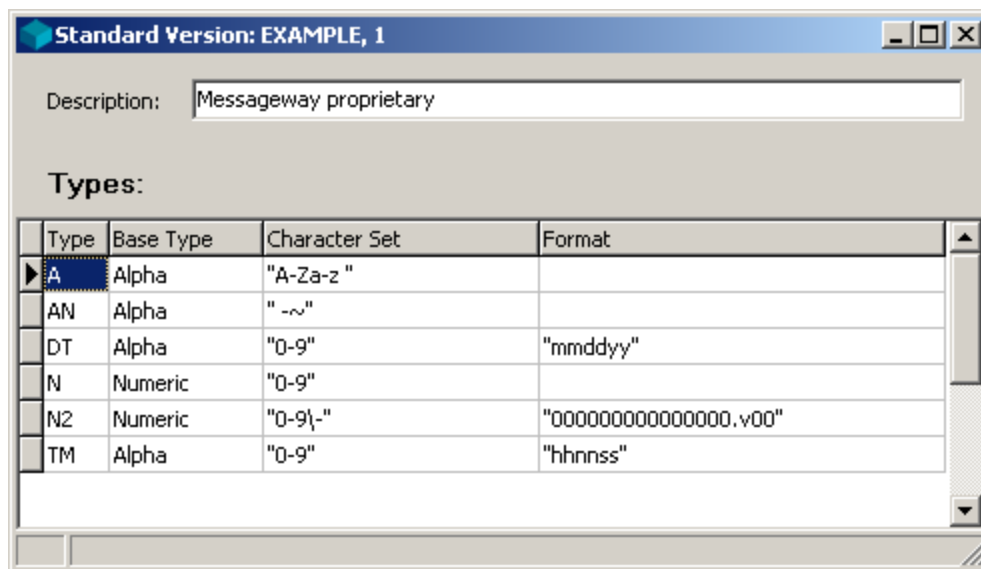 Standard Version: EXAMPLE, 1
Description: Messageway proprietary
Types:
Type Base Type Character Set Format
A Alpha "A-Za-z "
AN Alpha " -~"
DT Alpha "0-9" "mmddyy"
N Numeric "0-9"
N2 Numeric "0-9\-" "000000000000000.v00"
TM Alpha "0-9" "hhnnss"